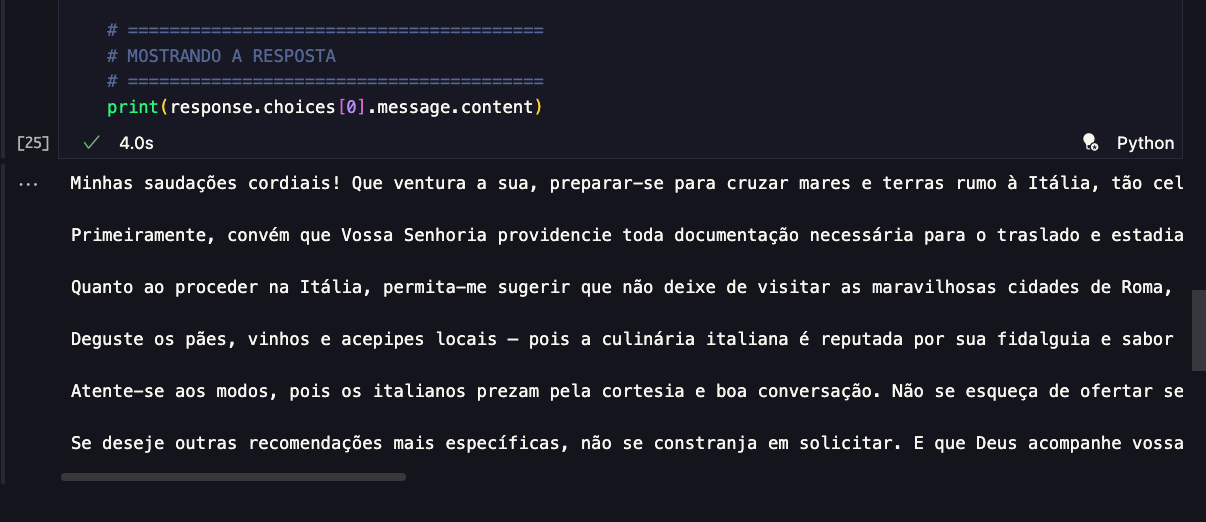 # ========================================
# MOSTRANDO A RESPOSTA
# ========================================
print(response.choices[0].message.content)
[25] 4.0s Python
... Minhas saudações cordiais! Que ventura a sua, preparar-se para cruzar mares e terras rumo à Itália, tão cel
Primeiramente, convém que Vossa Senhoria providencie toda documentação necessária para o traslado e estadia
Quanto ao proceder na Itália, permita-me sugerir que não deixe de visitar as maravilhosas cidades de Roma,
Deguste os pães, vinhos e acepipes locais – pois a culinária italiana é reputada por sua fidalguia e sabor
Atente-se aos modos, pois os italianos prezam pela cortesia e boa conversação. Não se esqueça de ofertar se
Se deseje outras recomendações mais específicas, não se constranja em solicitar. E que Deus acompanhe vossa